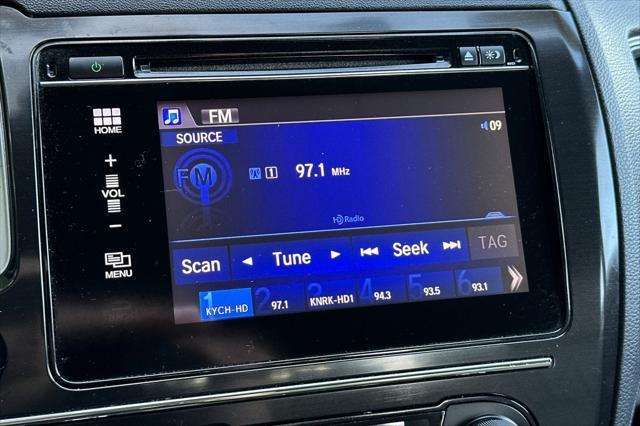 FM
09
SOURCE
HOME
FM 1 97.1 MHz
+
VOL
−
HD Radio
MENU
Scan Tune Seek TAG
1 KYCH-HD 2 97.1 3 KNRK-HD1 4 94.3 5 93.5 6 93.1